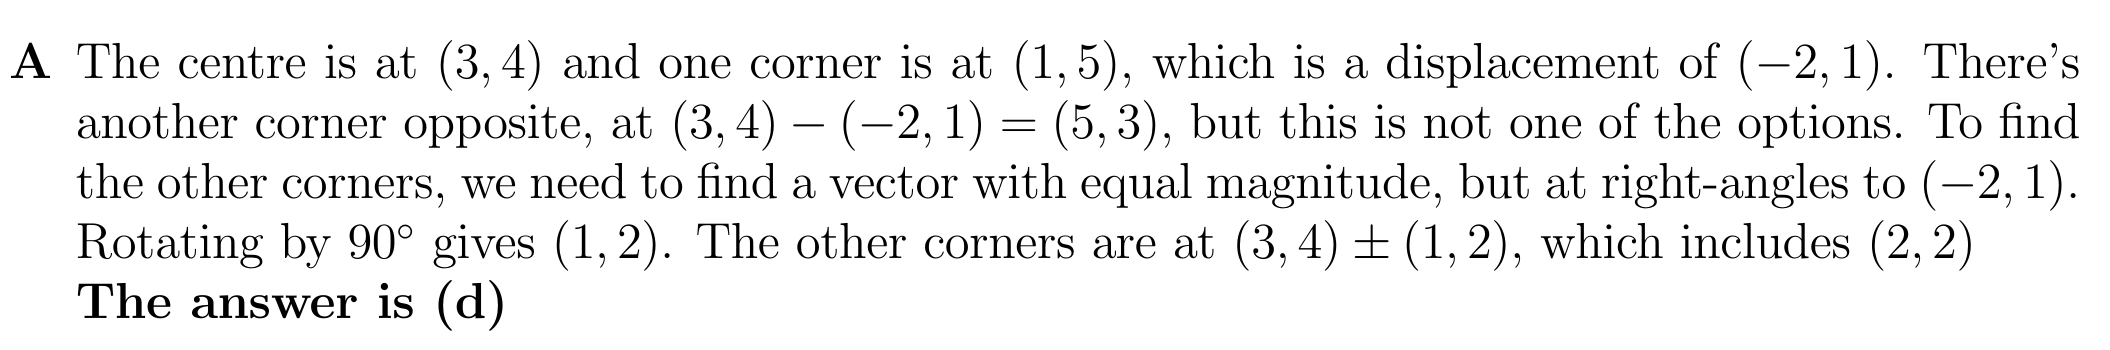 A The centre is at (3, 4) and one corner is at (1, 5), which is a displacement of (−2, 1). There's
another corner opposite, at (3, 4) − (−2, 1) = (5, 3), but this is not one of the options. To find
the other corners, we need to find a vector with equal magnitude, but at right-angles to (−2, 1).
Rotating by 90° gives (1, 2). The other corners are at (3, 4) ± (1, 2), which includes (2, 2)
The answer is (d)